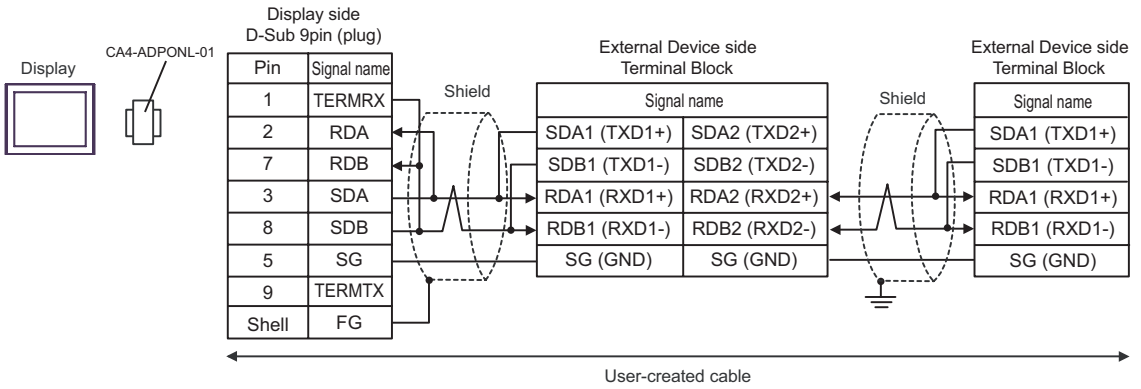 Display
CA4-ADPONL-01
Display side
D-Sub 9pin (plug)
Pin Signal name
1 TERMRX
2 RDA
7 RDB
3 SDA
8 SDB
5 SG
9 TERMTX
Shell FG
Shield
External Device side
Terminal Block
Signal name
SDA1 (TXD1+) SDA2 (TXD2+)
SDB1 (TXD1-) SDB2 (TXD2-)
RDA1 (RXD1+) RDA2 (RXD2+)
RDB1 (RXD1-) RDB2 (RXD2-)
SG (GND) SG (GND)
Shield
External Device side
Terminal Block
Signal name
SDA1 (TXD1+)
SDB1 (TXD1-)
RDA1 (RXD1+)
RDB1 (RXD1-)
SG (GND)
User-created cable